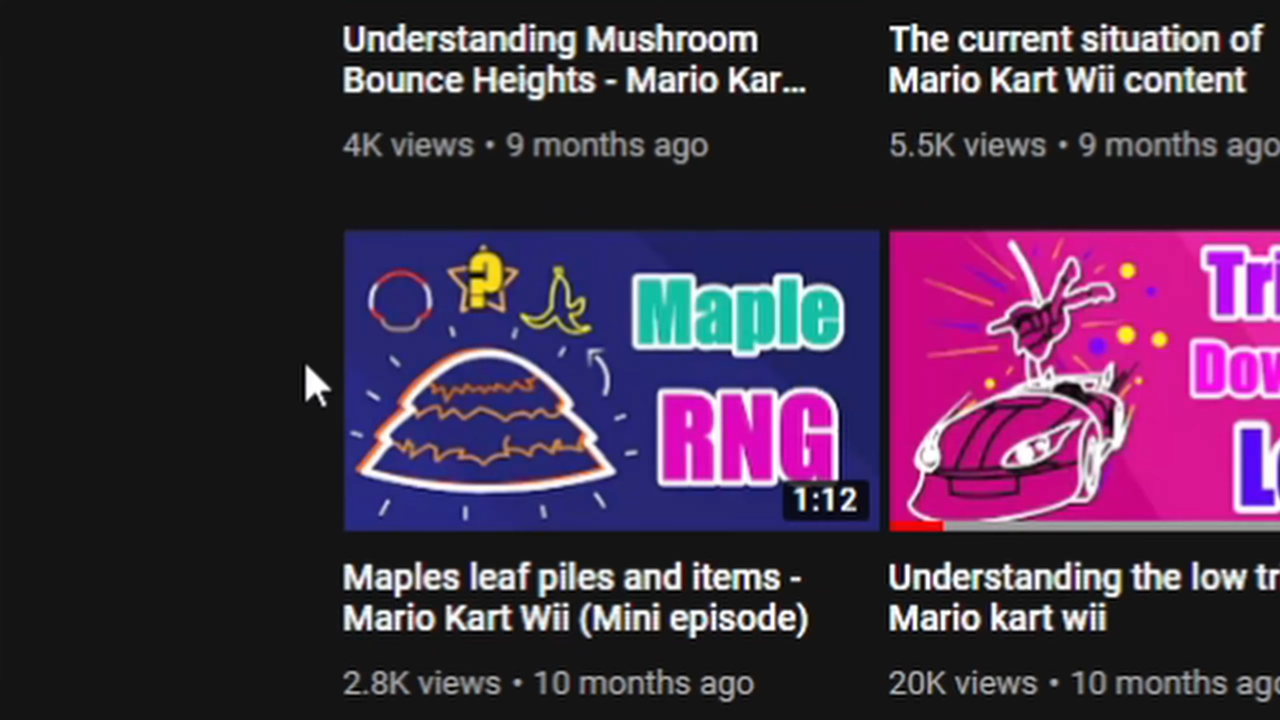 Understanding Mushroom
Bounce Heights - Mario Kar...
4K views • 9 months ago
The current situation of
Mario Kart Wii content
5.5K views • 9 months ago
?
Maple
RNG
1:12
Tri
Dov
L
Maples leaf piles and items -
Mario Kart Wii (Mini episode)
2.8K views • 10 months ago
Understanding the low tr
Mario kart wii
20K views • 10 months ago